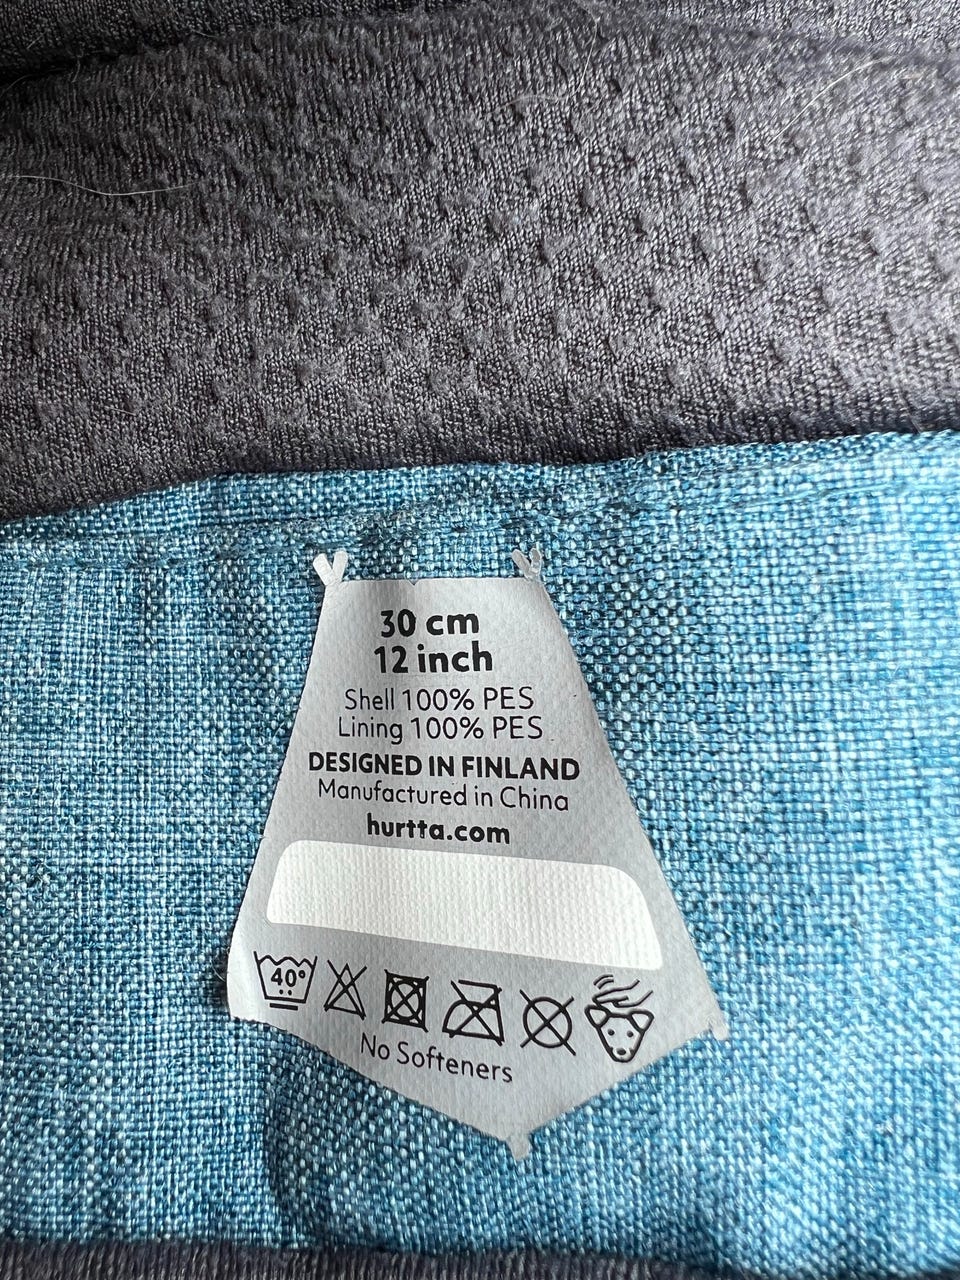 30 cm
12 inch
Shell 100% PES
Lining 100% PES
DESIGNED IN FINLAND
Manufactured in China
hurtta.com
40°
No Softeners